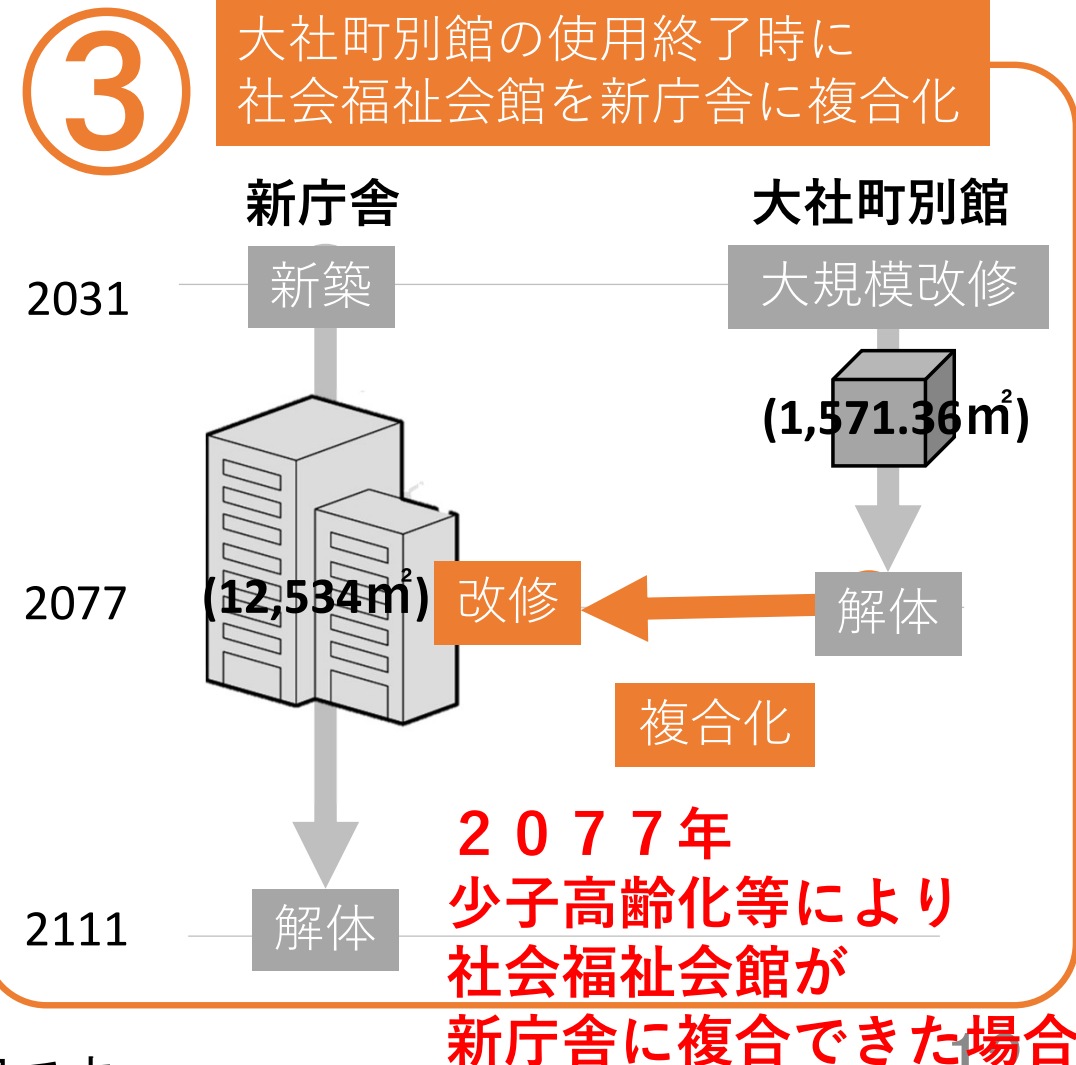 ③
大社町別館の使用終了時に
社会福祉会館を新庁舎に複合化
新庁舎
大社町別館
2031
新築
大規模改修
(1,571.36㎡)
2077
(12,534㎡)
改修
解体
複合化
2077年
少子高齢化等により
社会福祉会館が
新庁舎に複合できた場合
2111
解体